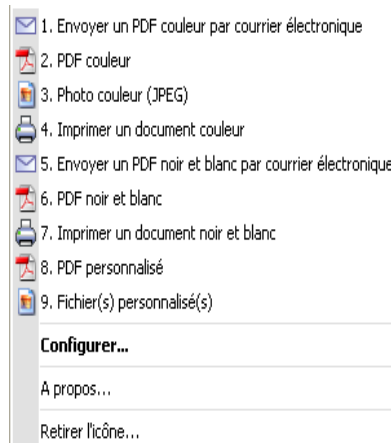 1. Envoyer un PDF couleur par courrier électronique
2. PDF couleur
3. Photo couleur (JPEG)
4. Imprimer un document couleur
5. Envoyer un PDF noir et blanc par courrier électronique
6. PDF noir et blanc
7. Imprimer un document noir et blanc
8. PDF personnalisé
9. Fichier(s) personnalisé(s)
Configurer...
A propos...
Retirer l'icône...